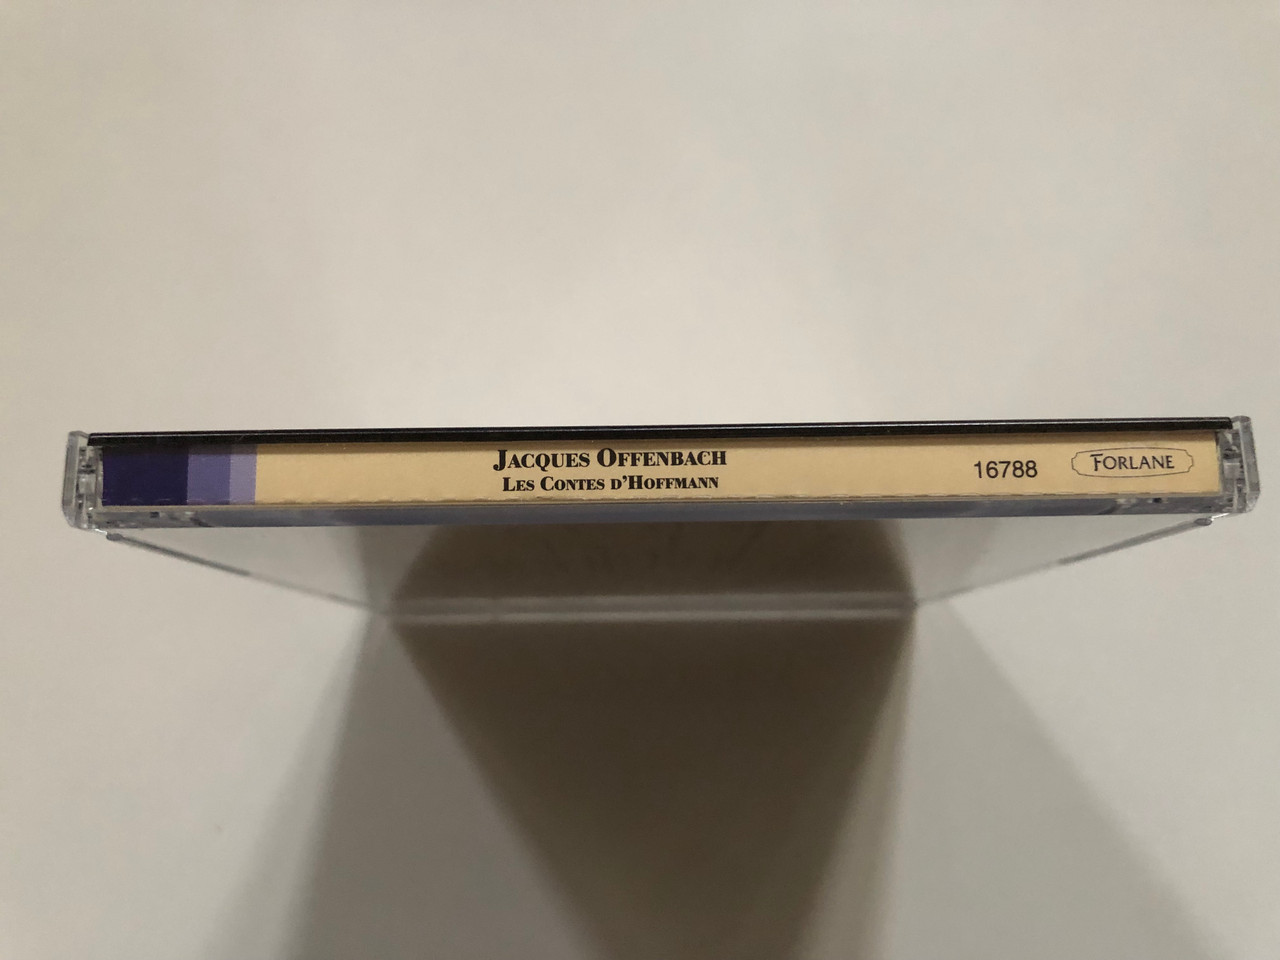 JACQUES OFFENBACH
LES CONTES D'HOFFMANN
16788
FORLANE